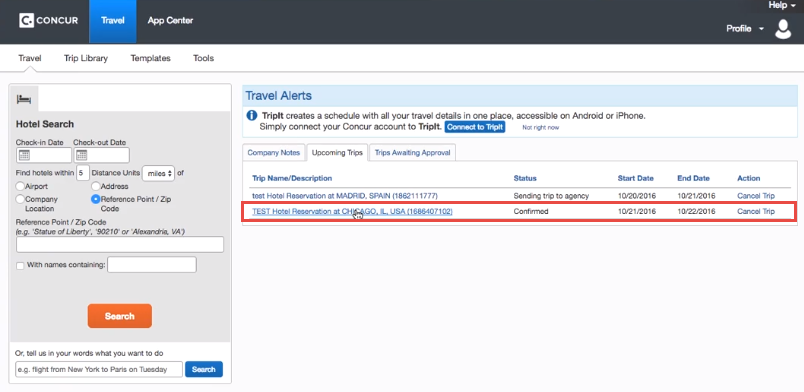 Help
CONCUR
Travel
App Center
Profile
Travel
Trip Library
Templates
Tools
Hotel Search
Check-in Date
Check-out Date
Find hotels within 5 Distance Units miles of
Airport
Address
Company Location
Reference Point / Zip Code
Reference Point / Zip Code
(e.g. 'Statue of Liberty', '90210' or 'Alexandria, VA')
With names containing:
Search
Or, tell us in your words what you want to do
e.g. flight from New York to Paris on Tuesday
Search
Travel Alerts
TripIt creates a schedule with all your travel details in one place, accessible on Android or iPhone.
Simply connect your Concur account to TripIt. Connect to TripIt Not right now
Company Notes
Upcoming Trips
Trips Awaiting Approval
Trip Name/Description Status Start Date End Date Action
test Hotel Reservation at MADRID, SPAIN (1862111777) Sending trip to agency 10/20/2016 10/21/2016 Cancel Trip
TEST Hotel Reservation at CHICAGO, IL, USA (1686407102) Confirmed 10/21/2016 10/22/2016 Cancel Trip